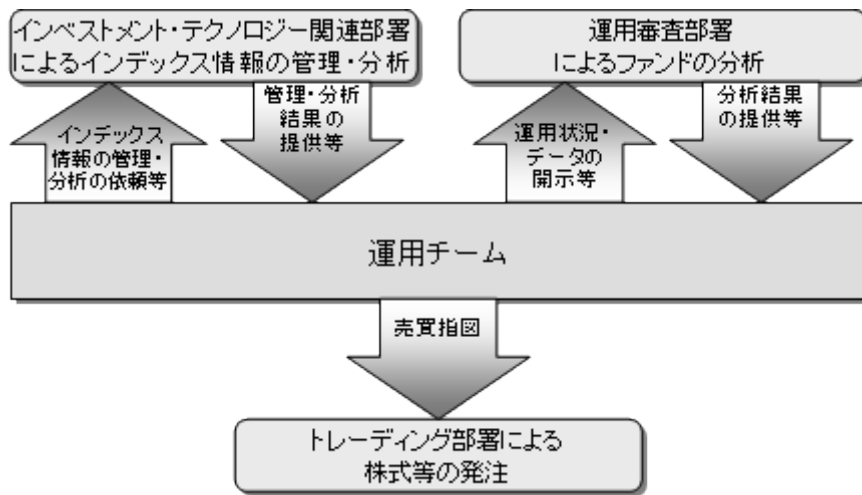 インベストメント・テクノロジー関連部署
によるインデックス情報の管理・分析
運用審査部署
によるファンドの分析
インデックス
情報の管理・
分析の依頼等
管理・分析
結果の
提供等
運用状況・
データの
開示等
分析結果
の提供等
運用チーム
売買指図
トレーディング部署による
株式等の発注